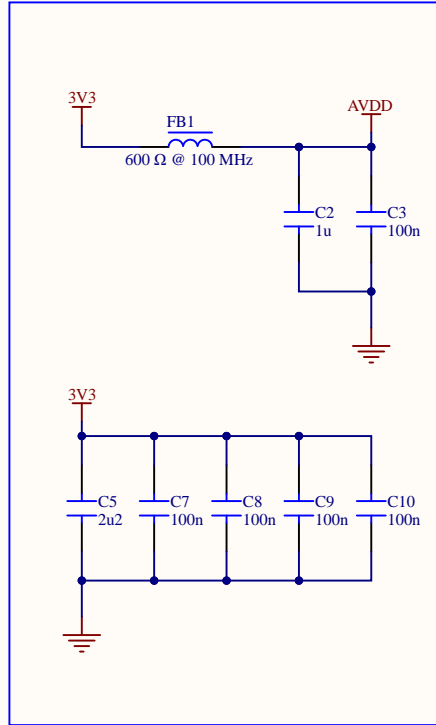 3V3
AVDD
FB1
600 Ω @ 100 MHz
C2
1u
C3
100n
3V3
C5
2u2
C7
100n
C8
100n
C9
100n
C10
100n